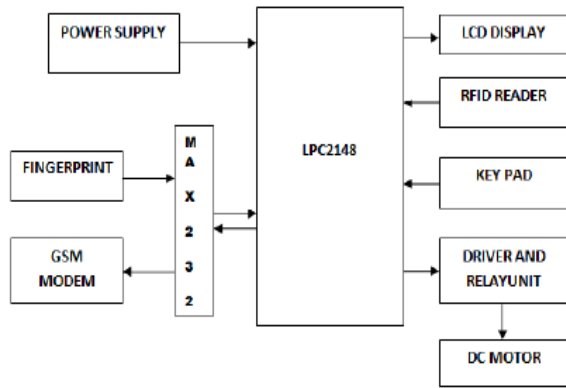 POWER SUPPLY
LCD DISPLAY
RFID READER
LPC2148
M
A
X
2
3
2
FINGERPRINT
KEY PAD
GSM
MODEM
DRIVER AND
RELAYUNIT
DC MOTOR